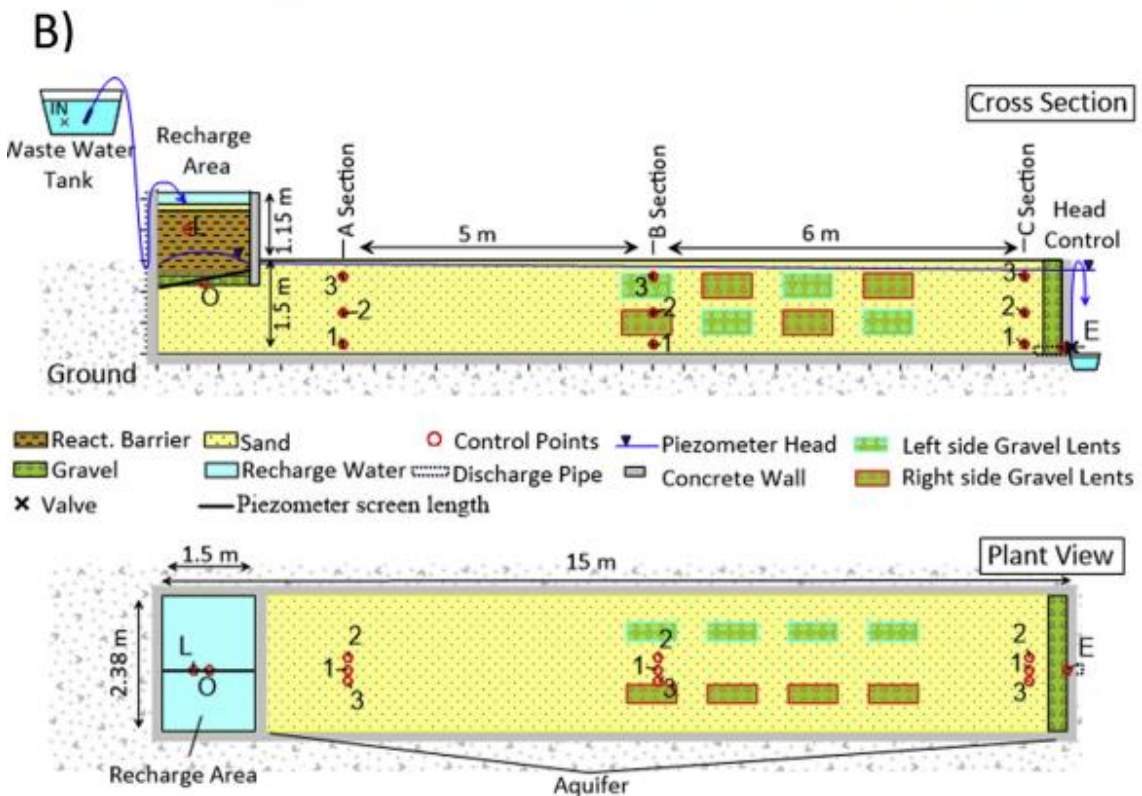 B)
IN
Waste Water
Tank
Recharge
Area
Cross Section
A Section
B Section
C Section
Head
Control
1.15 m
5 m
6 m
L
O
1.5 m
3
2
1
3
2
1
3
2
1
E
Ground
React. Barrier
Sand
Control Points
Piezometer Head
Left side Gravel Lents
Gravel
Recharge Water
Discharge Pipe
Concrete Wall
Right side Gravel Lents
Valve
Piezometer screen length
1.5 m
15 m
Plant View
2.38 m
L
O
2
1
3
2
1
3
2
1
3
E
Recharge Area
Aquifer